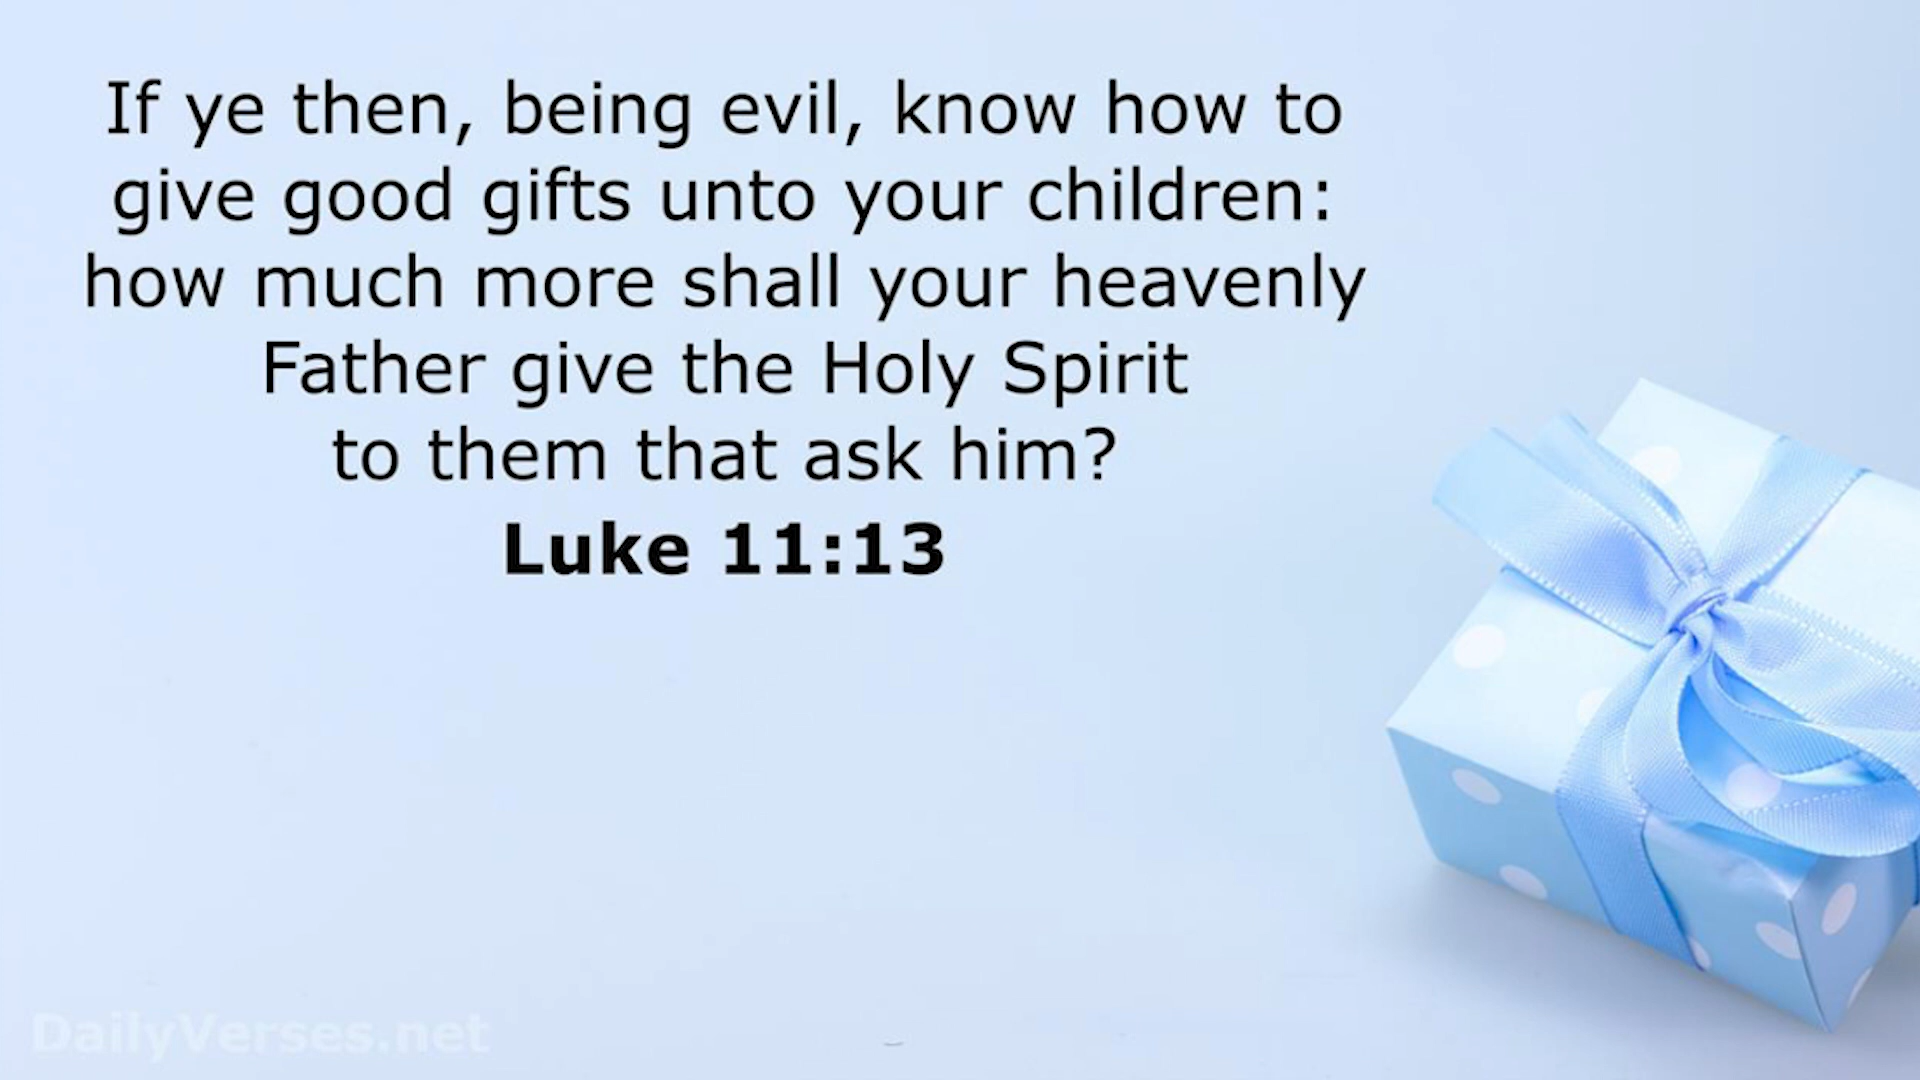 If ye then, being evil, know how to
give good gifts unto your children:
how much more shall your heavenly
Father give the Holy Spirit
to them that ask him?
Luke 11:13
DailyVerses.net